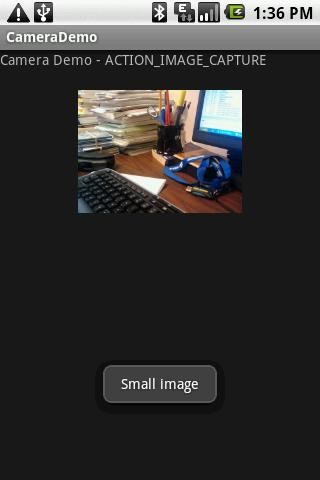 E
1:36 PM
CameraDemo
Camera Demo - ACTION_IMAGE_CAPTURE
Small image